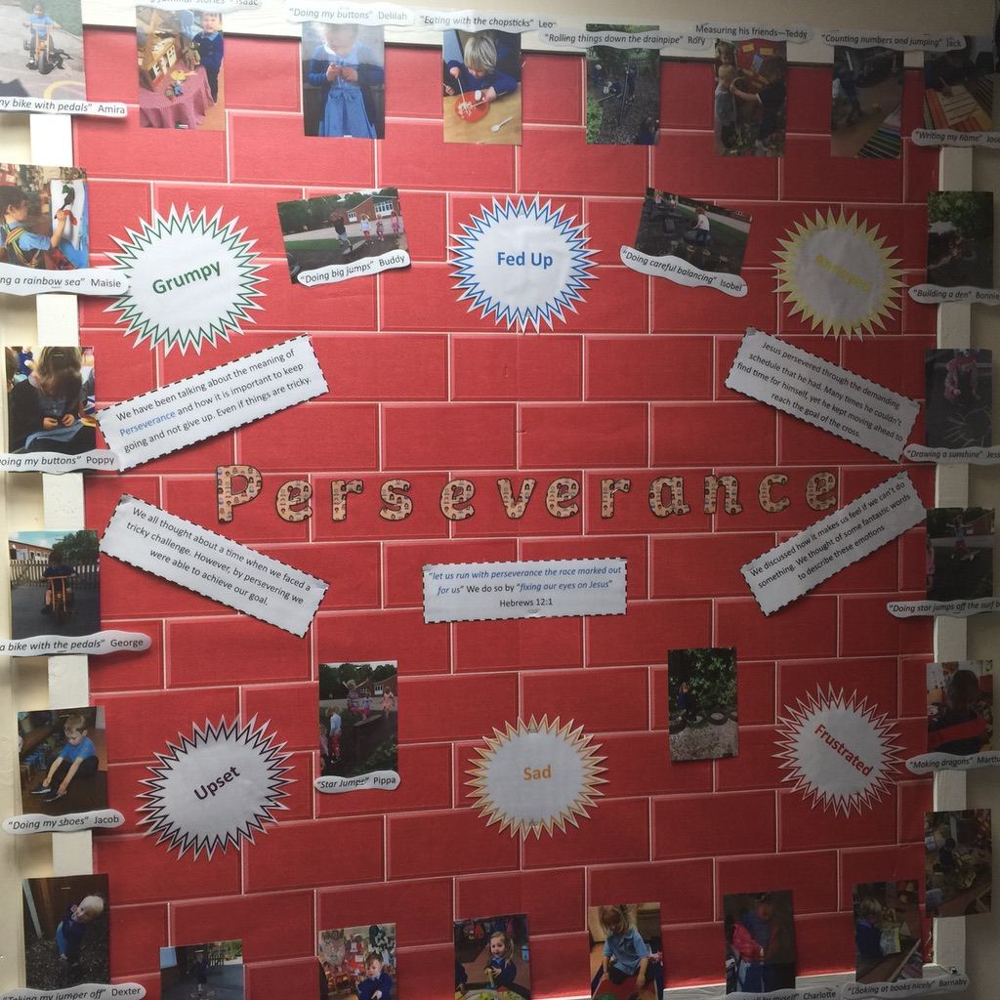 familiar stories" Isaac
"Doing my buttons" Delilah
"Eating with the chopsticks" Leo
"Rolling things down the drainpipe" Rory
Measuring his friends—Teddy
"Counting numbers and jumping" Jack
my bike with pedals" Amira
"Writing my name"
a rainbow sea" Maisie
Grumpy
"Doing big jumps" Buddy
Fed Up
"Doing careful balancing" Isobel
"Building a den" Bonnie
We have been talking about the meaning of
Perseverance and how it is important to keep
going and not give up. Even if things are tricky.
Jesus persevered through the demanding
schedule that he had. Many times he couldn't
find time for himself, yet he kept moving ahead to
reach the goal of the cross.
Doing my buttons" Poppy
"Drawing a sunshine"
Perseverance
We all thought about a time when we faced a
tricky challenge. However, by persevering we
were able to achieve our goal.
"let us run with perseverance the race marked out
for us" We do so by "fixing our eyes on Jesus"
Hebrews 12:1
We discussed how it makes us feel if we can't do
something. We thought of some fantastic words
to describe these emotions
a bike with the pedals" George
"Doing star jumps off the surf
"Star Jumps" Pippa
Upset
Sad
Frustrated
"Making dragons" Martha
"Doing my shoes" Jacob
"Taking my jumper off" Dexter
by myself" Charlotte
"Looking at books nicely" Barnaby